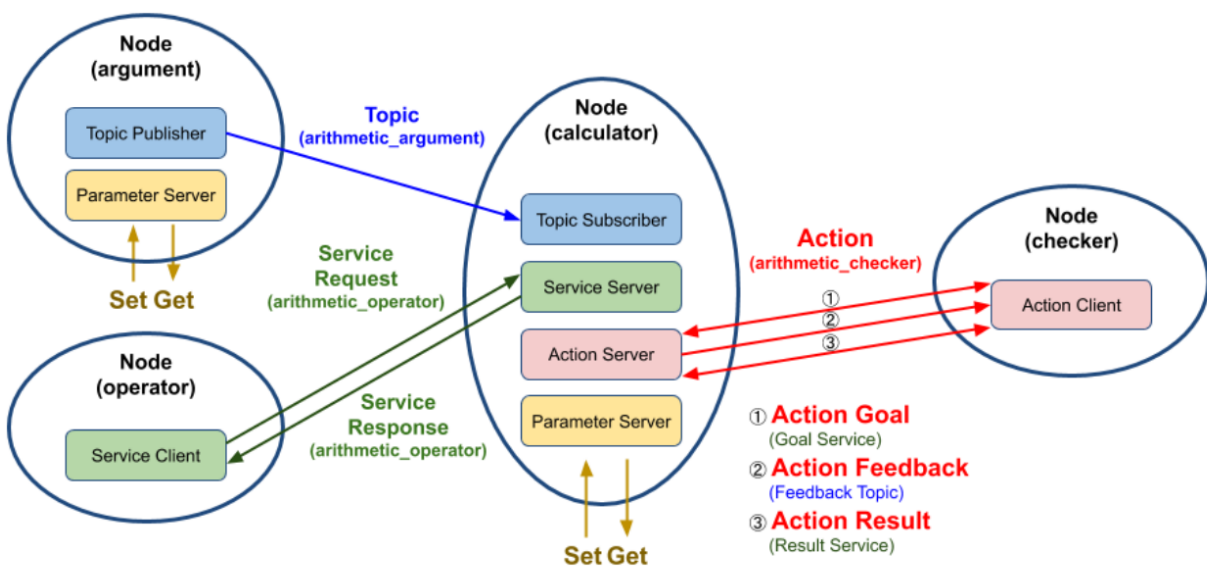 Node
(argument)
Topic Publisher
Parameter Server
Set Get
Topic
(arithmetic_argument)
Node
(calculator)
Topic Subscriber
Service Server
Action Server
Parameter Server
Set Get
Service
Request
(arithmetic_operator)
Node
(operator)
Service Client
Service
Response
(arithmetic_operator)
Action
(arithmetic_checker)
①
②
③
Node
(checker)
Action Client
① Action Goal
(Goal Service)
② Action Feedback
(Feedback Topic)
③ Action Result
(Result Service)